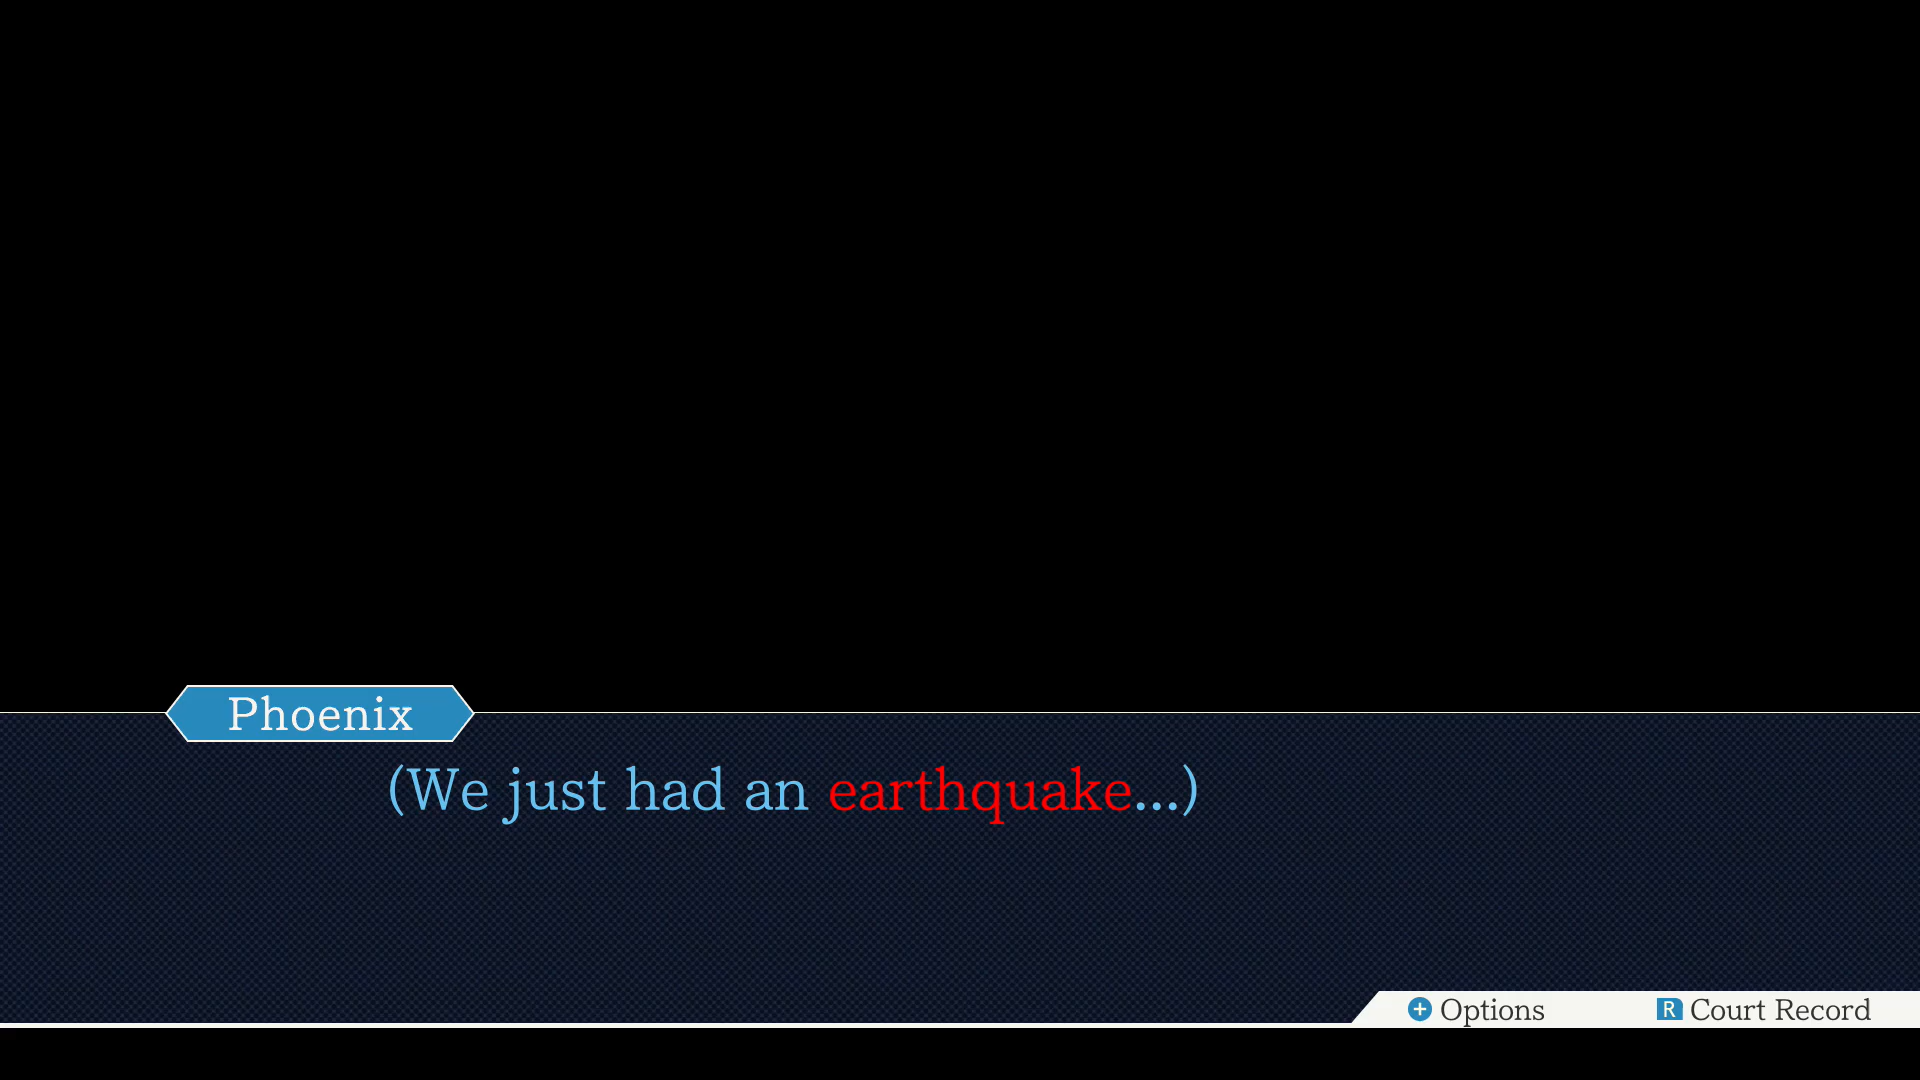 Phoenix
(We just had an earthquake...)
+ Options
R Court Record